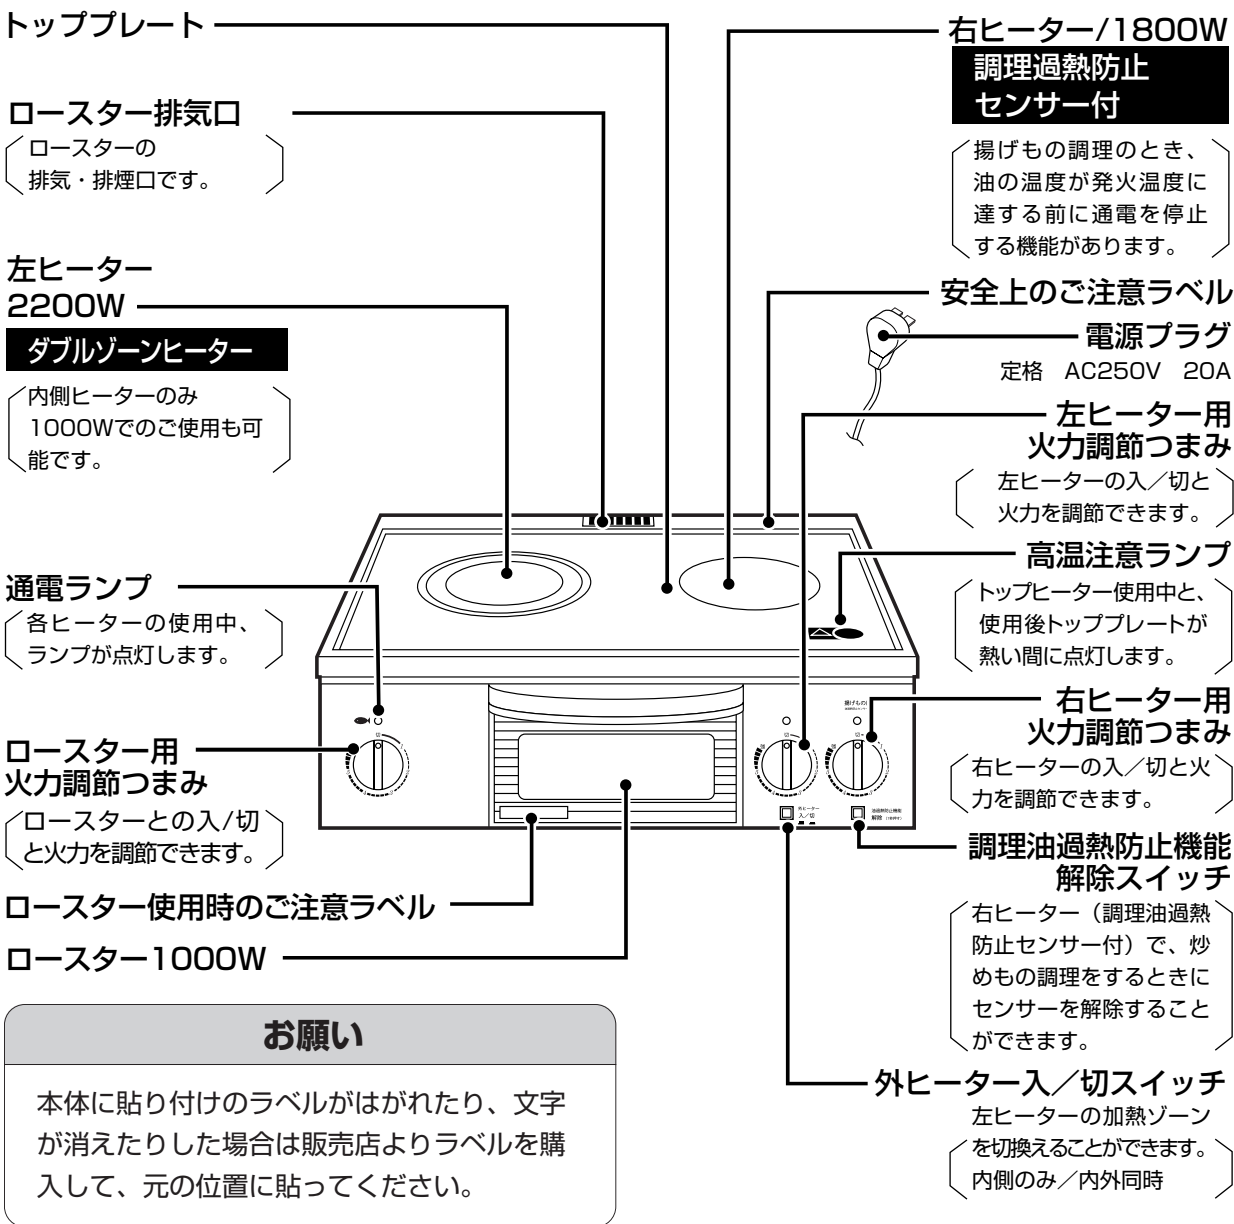 トッププレート
ロースター排気口
ロースターの
排気・排煙口です。
左ヒーター
2200W
ダブルゾーンヒーター
内側ヒーターのみ
1000Wでのご使用も可
能です。
通電ランプ
各ヒーターの使用中、
ランプが点灯します。
ロースター用
火力調節つまみ
ロースターとの入/切
と火力を調節できます。
ロースター使用時のご注意ラベル
ロースター1000W
お願い
本体に貼り付けのラベルがはがれたり、文字
が消えたりした場合は販売店よりラベルを購
入して、元の位置に貼ってください。
右ヒーター/1800W
調理過熱防止
センサー付
揚げもの調理のとき、
油の温度が発火温度に
達する前に通電を停止
する機能があります。
安全上のご注意ラベル
電源プラグ
定格 AC250V 20A
左ヒーター用
火力調節つまみ
左ヒーターの入／切と
火力を調節できます。
高温注意ランプ
トップヒーター使用中と、
使用後トッププレートが
熱い間に点灯します。
右ヒーター用
火力調節つまみ
右ヒーターの入／切と火
力を調節できます。
調理油過熱防止機能
解除スイッチ
右ヒーター（調理油過熱
防止センサー付）で、炒
めもの調理をするときに
センサーを解除すること
ができます。
外ヒーター入／切スイッチ
左ヒーターの加熱ゾーン
を切換えることができます。
内側のみ／内外同時
切
切
切
外ヒーター
入／切
油過熱防止機能
解除